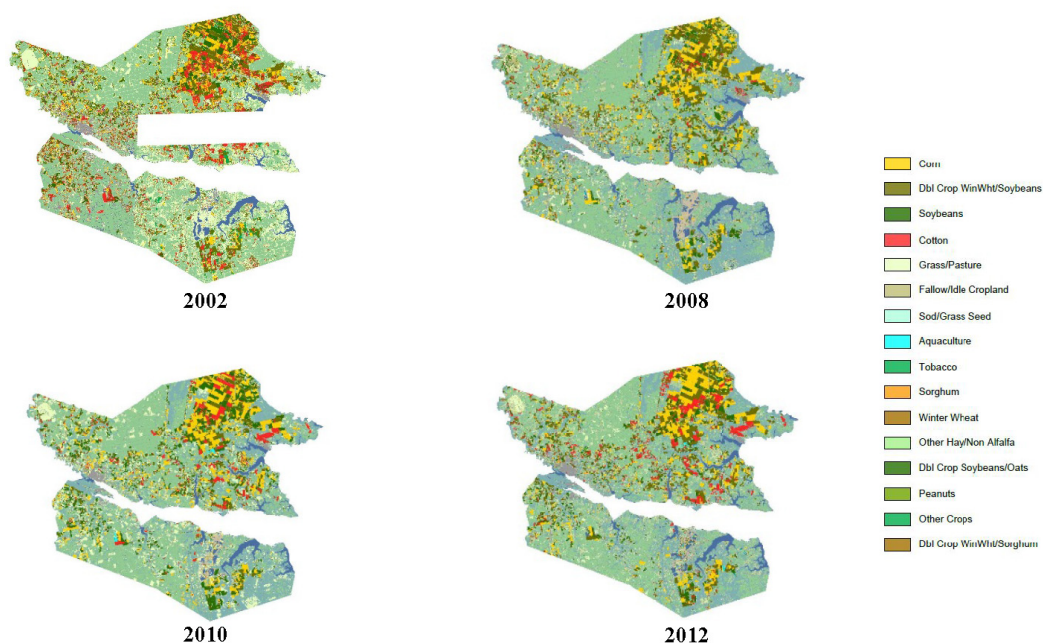 2002
2008
2010
2012
Corn
Dbl Crop WinWht/Soybeans
Soybeans
Cotton
Grass/Pasture
Fallow/Idle Cropland
Sod/Grass Seed
Aquaculture
Tobacco
Sorghum
Winter Wheat
Other Hay/Non Alfalfa
Dbl Crop Soybeans/Oats
Peanuts
Other Crops
Dbl Crop WinWht/Sorghum